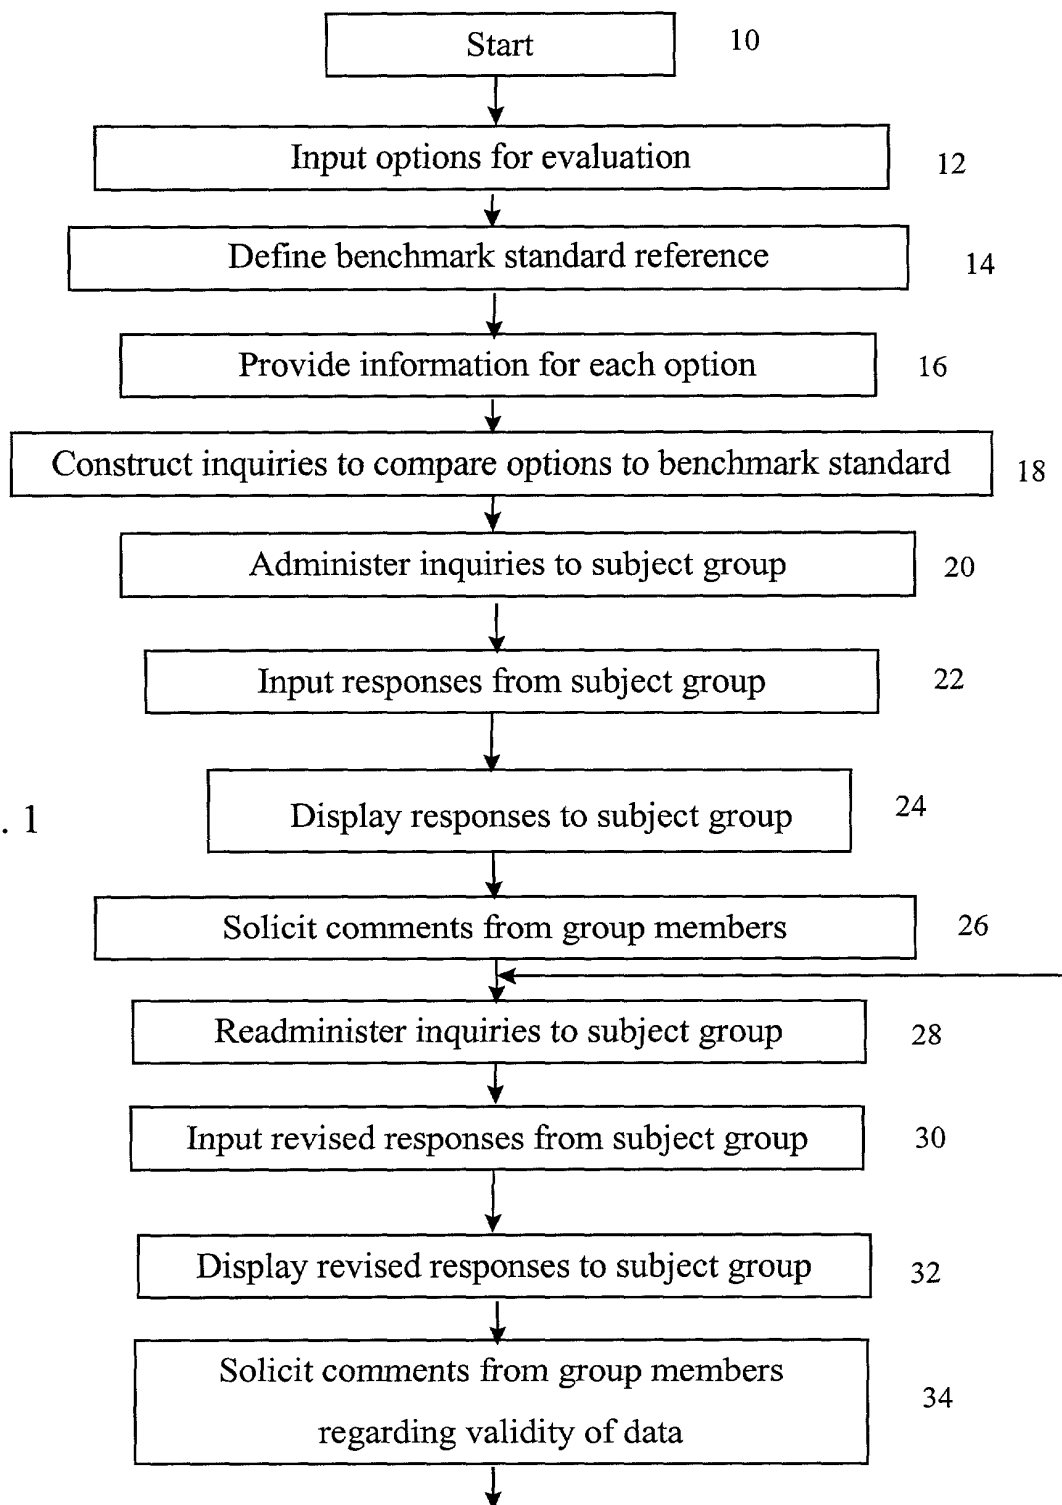 Start 10
Input options for evaluation 12
Define benchmark standard reference 14
Provide information for each option 16
Construct inquiries to compare options to benchmark standard 18
Administer inquiries to subject group 20
Input responses from subject group 22
Display responses to subject group 24
. 1
Solicit comments from group members 26
Readminister inquiries to subject group 28
Input revised responses from subject group 30
Display revised responses to subject group 32
Solicit comments from group members
regarding validity of data 34